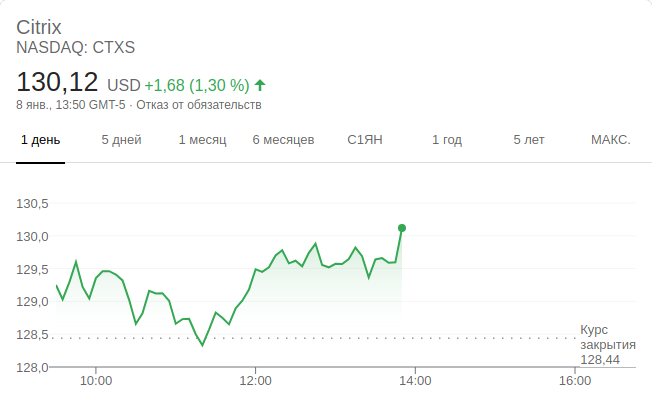 Citrix
NASDAQ: CTXS
130,12 USD +1,68 (1,30 %)
8 янв., 13:50 GMT-5 · Отказ от обязательств
1 день 5 дней 1 месяц 6 месяцев С1ЯН 1 год 5 лет МАКС.
130,5
130,0
129,5
129,0
128,5
128,0
Курс
закрытия
128,44
10:00 12:00 14:00 16:00